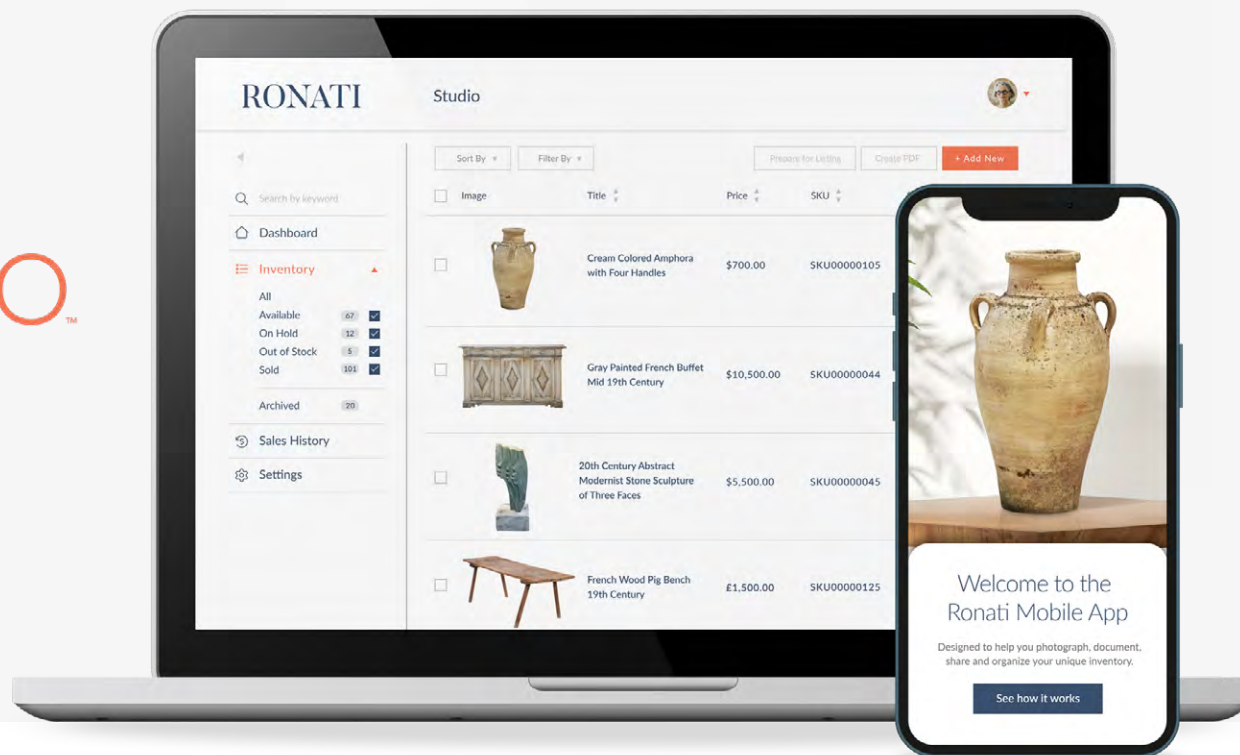 RONATI
Studio
Sort By
Filter By
Prepare for Listing
Create PDF
+ Add New
Search by keyword
Dashboard
Inventory
All
Available 67
On Hold 12
Out of Stock 5
Sold 101
Archived 20
Sales History
Settings
Image Title Price SKU
Cream Colored Amphora
with Four Handles
$700.00 SKU00000105
Gray Painted French Buffet
Mid 19th Century
$10,500.00 SKU00000044
20th Century Abstract
Modernist Stone Sculpture
of Three Faces
$5,500.00 SKU00000045
French Wood Pig Bench
19th Century
£1,500.00 SKU00000125
TM
Welcome to the
Ronati Mobile App
Designed to help you photograph, document,
share and organize your unique inventory.
See how it works